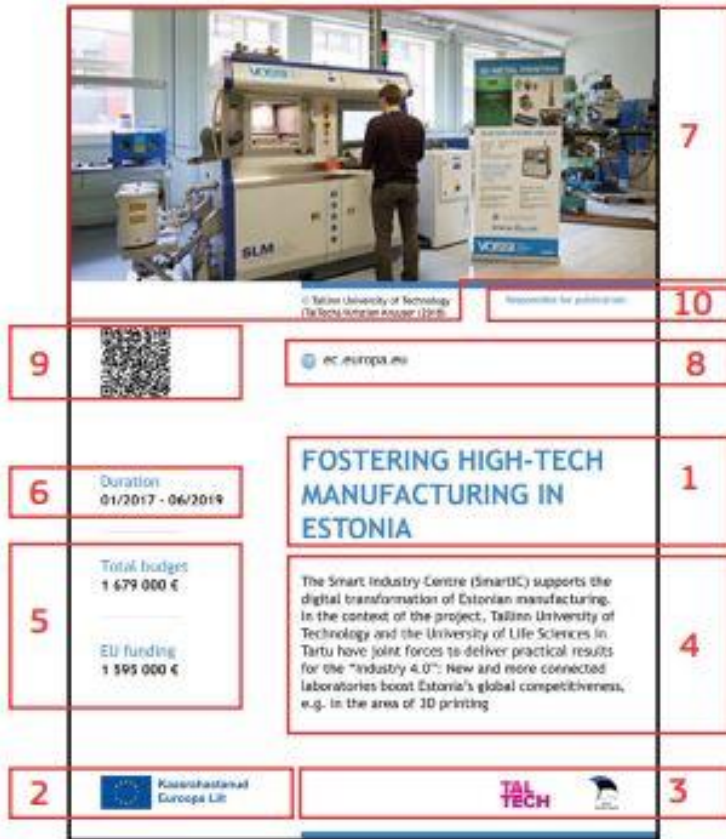 VOSSI
3D METAL PRINTING
SLM
VOSSI
7
© Tallinn University of Technology
Responsible for publication
10
9
ec.europa.eu
8
FOSTERING HIGH-TECH
MANUFACTURING IN
ESTONIA
1
6
Duration
01/2017 - 06/2019
5
Total budget
1 679 000 €
EU funding
1 595 000 €
The Smart Industry Centre (SmartIC) supports the
digital transformation of Estonian manufacturing.
In the context of the project, Tallinn University of
Technology and the University of Life Sciences in
Tartu have joint forces to deliver practical results
for the "Industry 4.0": New and more connected
laboratories boost Estonia's global competitiveness,
e.g. in the area of 3D printing
4
2
Kaasrahastanud
Euroopa Liit
TAL
TECH
3